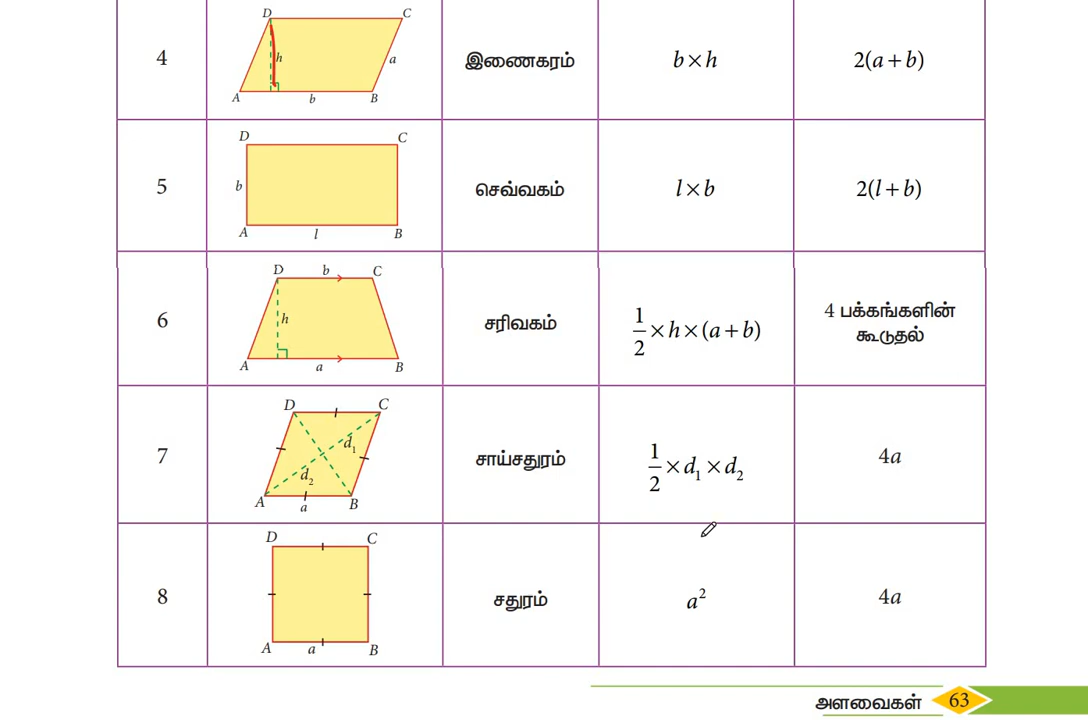 4
D C
h a
A b B
இணைகரம்
b × h
2(a + b)
5
D C
b
A l B
செவ்வகம்
l × b
2(l + b)
6
D b C
h
A a B
சரிவகம்
1/2 × h × (a + b)
4 பக்கங்களின்
கூடுதல்
7
D C
d₁
d₂
A a B
சாய்சதுரம்
1/2 × d₁ × d₂
4a
8
D C
A a B
சதுரம்
a²
4a
அளவைகள் 63